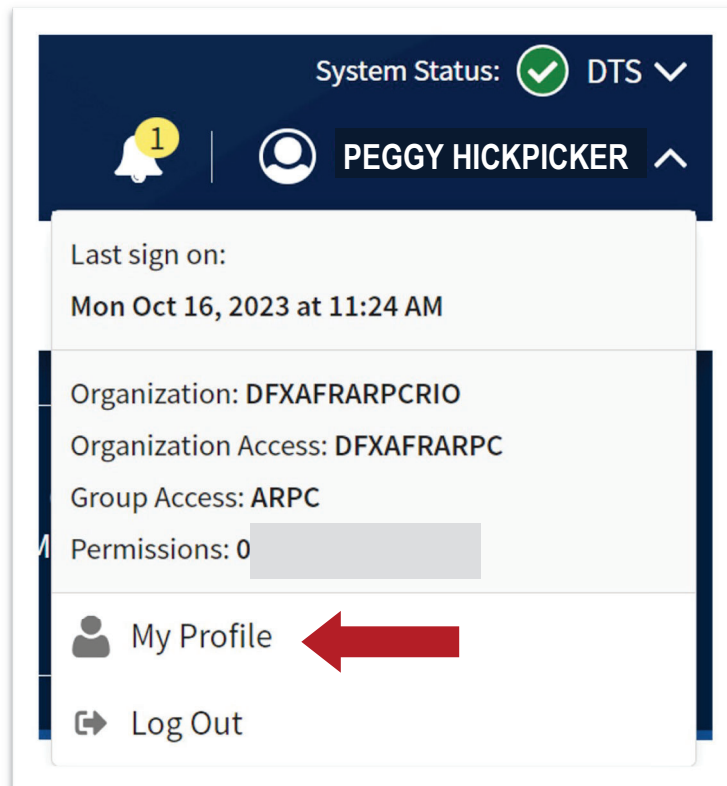 System Status: DTS
1
PEGGY HICKPICKER
Last sign on:
Mon Oct 16, 2023 at 11:24 AM
Organization: DFXAFRARPCRIO
Organization Access: DFXAFRARPC
Group Access: ARPC
Permissions: 0
My Profile
Log Out